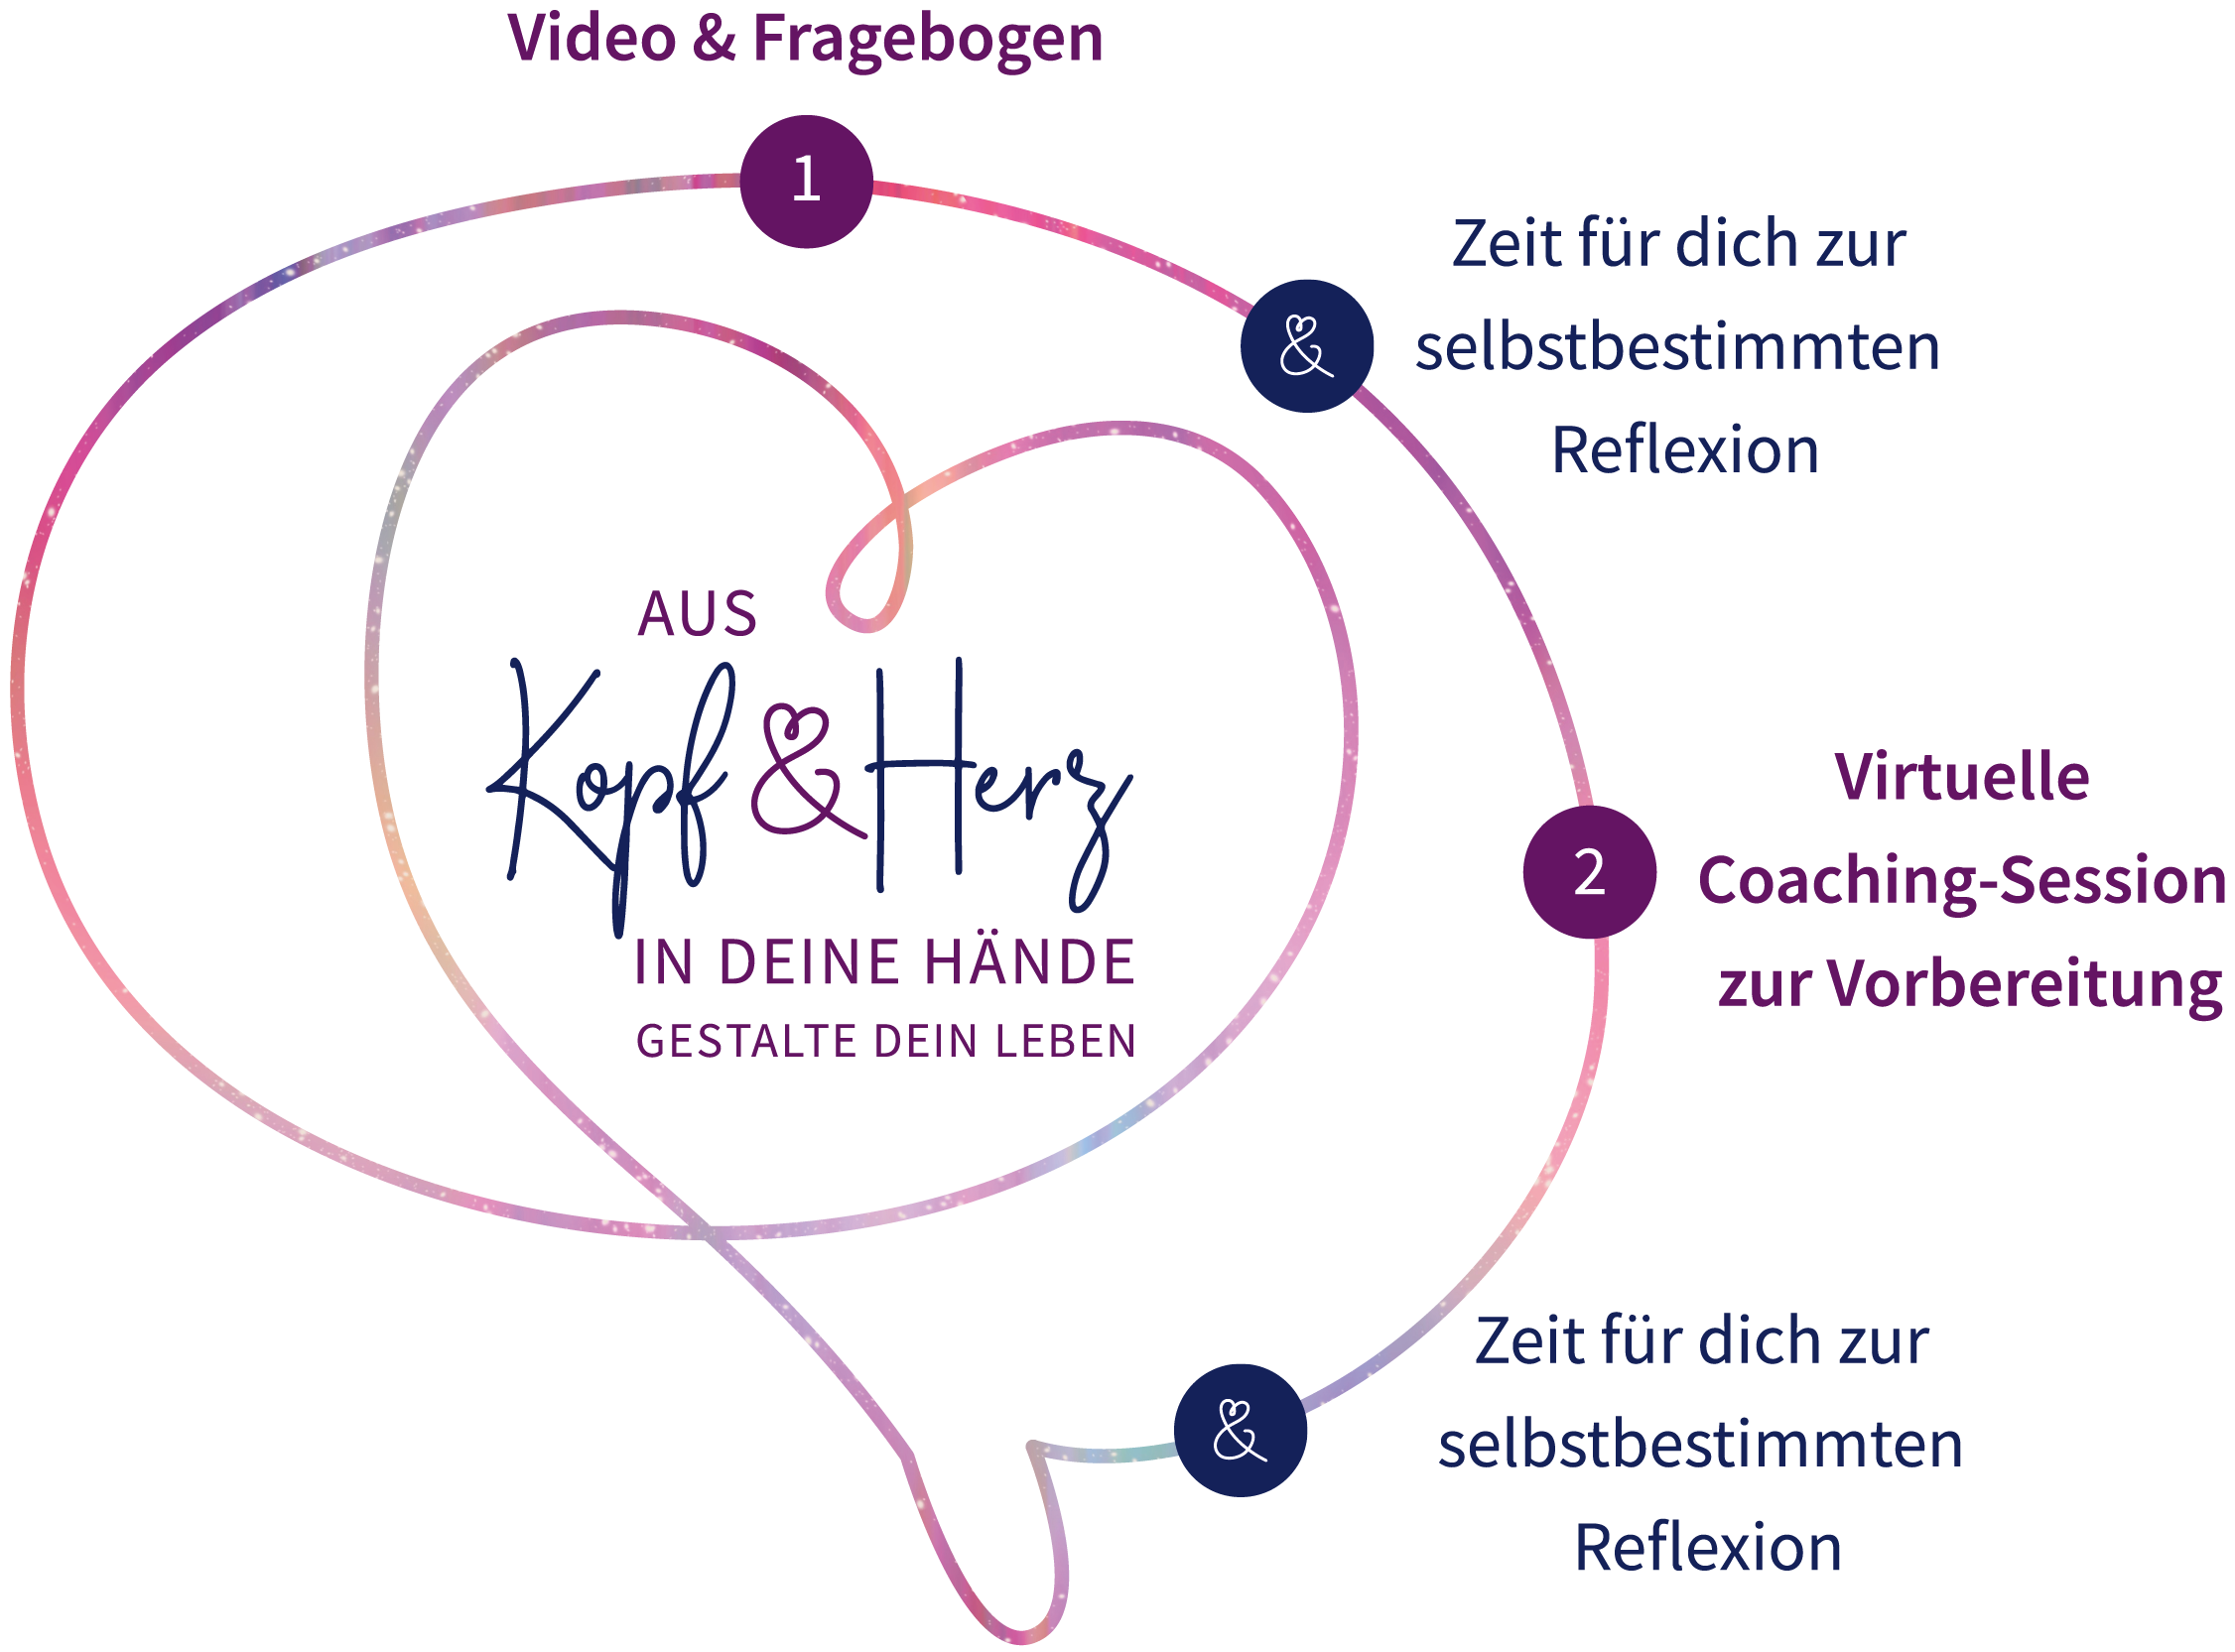 Video & Fragebogen
1
&
Zeit für dich zur
selbstbestimmten
Reflexion
AUS
Kopf & Herz
IN DEINE HÄNDE
GESTALTE DEIN LEBEN
2
Virtuelle
Coaching-Session
zur Vorbereitung
&
Zeit für dich zur
selbstbestimmten
Reflexion